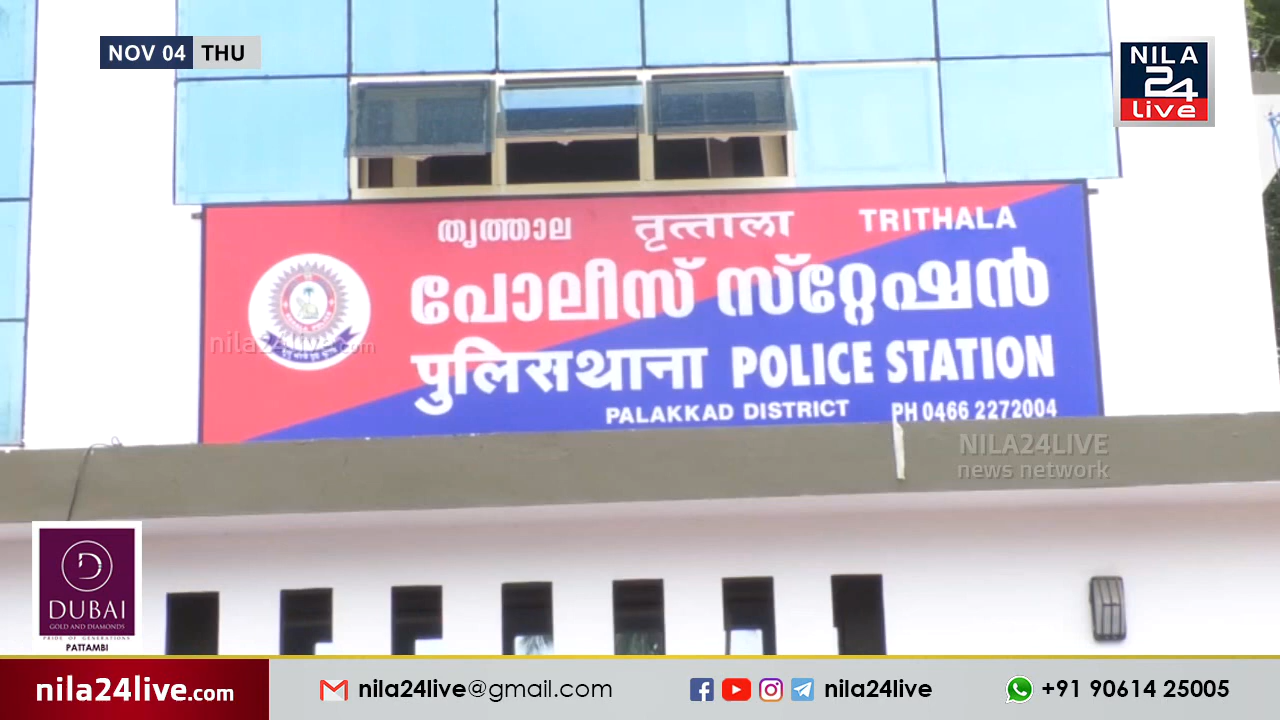 NOV 04 THU
NILA
24
Live
തൃത്താല तृत्ताला TRITHALA
പോലീസ് സ്റ്റേഷൻ
पुलिसथाना POLICE STATION
PALAKKAD DISTRICT PH 0466 2272004
nila24live.com
NILA24LIVE
news network
D
DUBAI
GOLD AND DIAMONDS
PRIDE OF GENERATIONS
PATTAMBI
nila24live.com nila24live@gmail.com nila24live +91 90614 25005